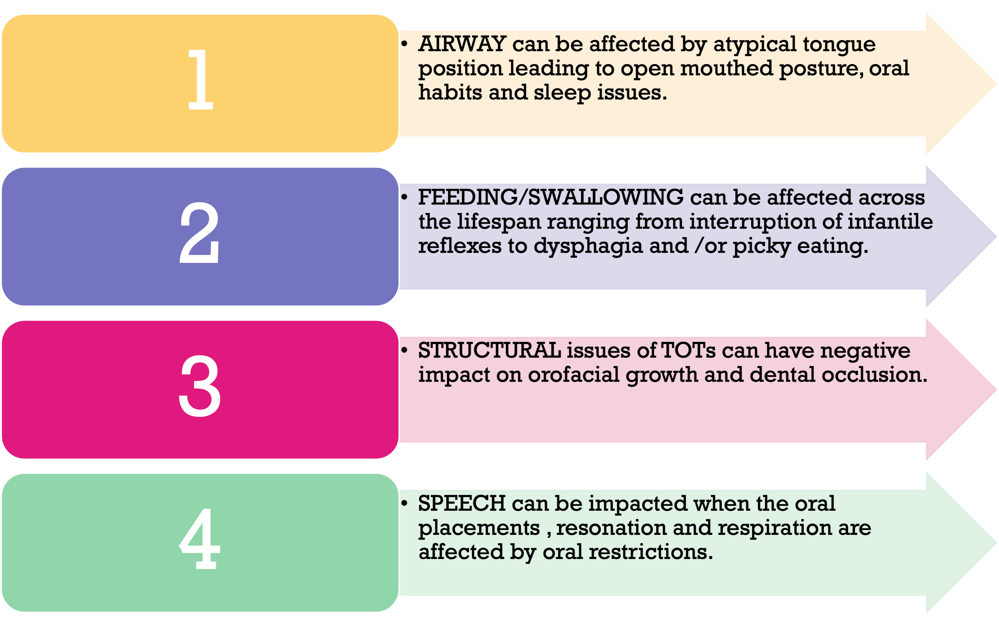 1
• AIRWAY can be affected by atypical tongue
position leading to open mouthed posture, oral
habits and sleep issues.
2
• FEEDING/SWALLOWING can be affected across
the lifespan ranging from interruption of infantile
reflexes to dysphagia and /or picky eating.
3
• STRUCTURAL issues of TOTs can have negative
impact on orofacial growth and dental occlusion.
4
• SPEECH can be impacted when the oral
placements , resonation and respiration are
affected by oral restrictions.